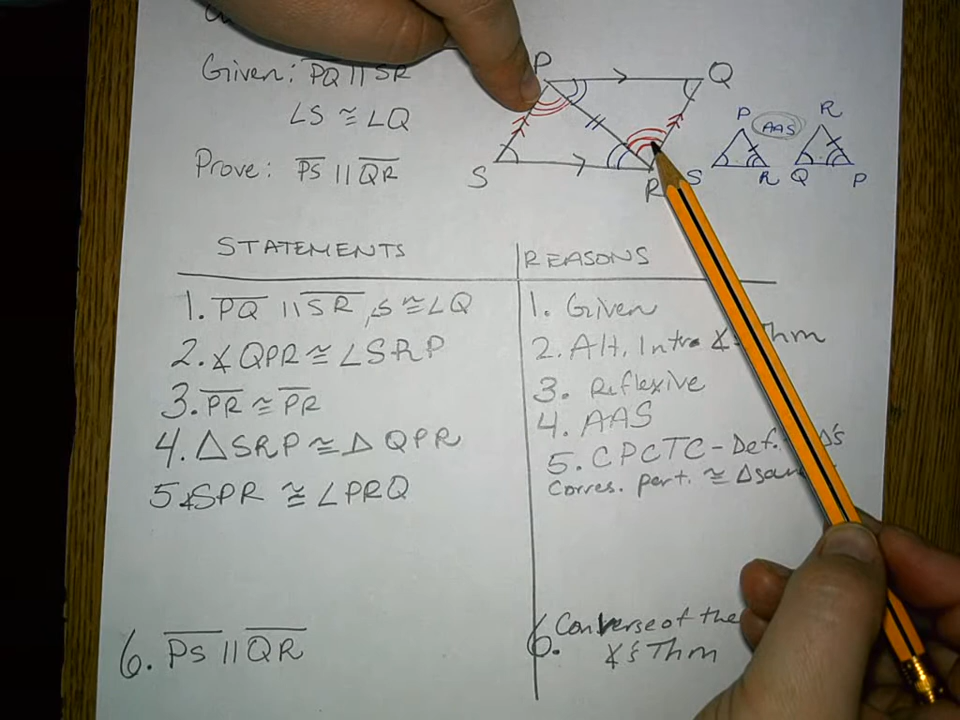 Given: PQ || SR
∠S ≅ ∠Q
Prove: PS || QR
P
Q
S
R
P
AAS
R
S
R
Q
P
STATEMENTS
REASONS
1. PQ || SR, ∠S ≅ ∠Q
1. Given
2. ∡ QPR ≅ ∠SRP
2. Alt. Intr. ∡'s Thm
3. PR ≅ PR
3. Reflexive
4. △SRP ≅ △ QPR
4. AAS
5. ∡SPR ≅ ∠PRQ
5. CPCTC - Def. △'s
Corres. part. ≅ △
6. PS || QR
6. Converse of the
∡'s Thm